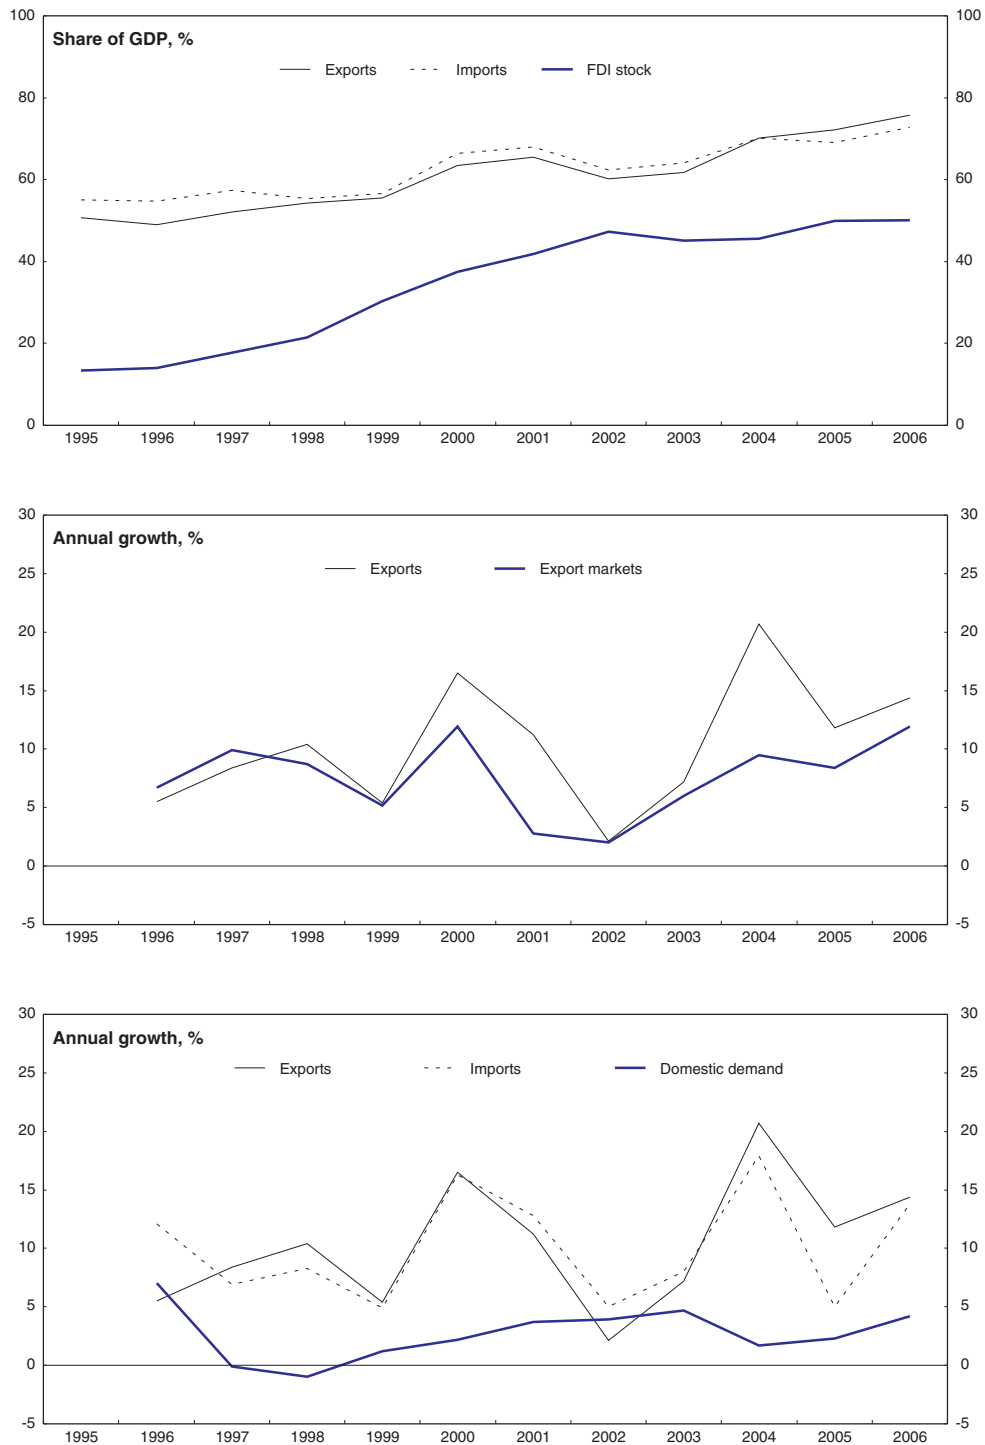 100 100
Share of GDP, %
Exports Imports FDI stock
80 80
60 60
40 40
20 20
0 0
1995 1996 1997 1998 1999 2000 2001 2002 2003 2004 2005 2006
30 30
Annual growth, %
Exports Export markets
25 25
20 20
15 15
10 10
5 5
0 0
-5 -5
1995 1996 1997 1998 1999 2000 2001 2002 2003 2004 2005 2006
30 30
Annual growth, %
Exports Imports Domestic demand
25 25
20 20
15 15
10 10
5 5
0 0
-5 -5
1995 1996 1997 1998 1999 2000 2001 2002 2003 2004 2005 2006